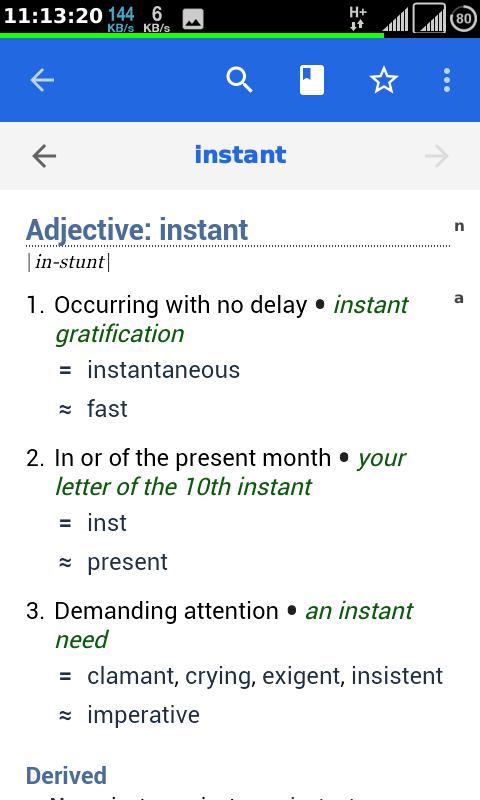 11:13:20 144 KB/s 6 KB/s H+ 80
instant
Adjective: instant n
|in-stunt|
1. Occurring with no delay • instant a
gratification
= instantaneous
≈ fast
2. In or of the present month • your
letter of the 10th instant
= inst
≈ present
3. Demanding attention • an instant
need
= clamant, crying, exigent, insistent
≈ imperative
Derived